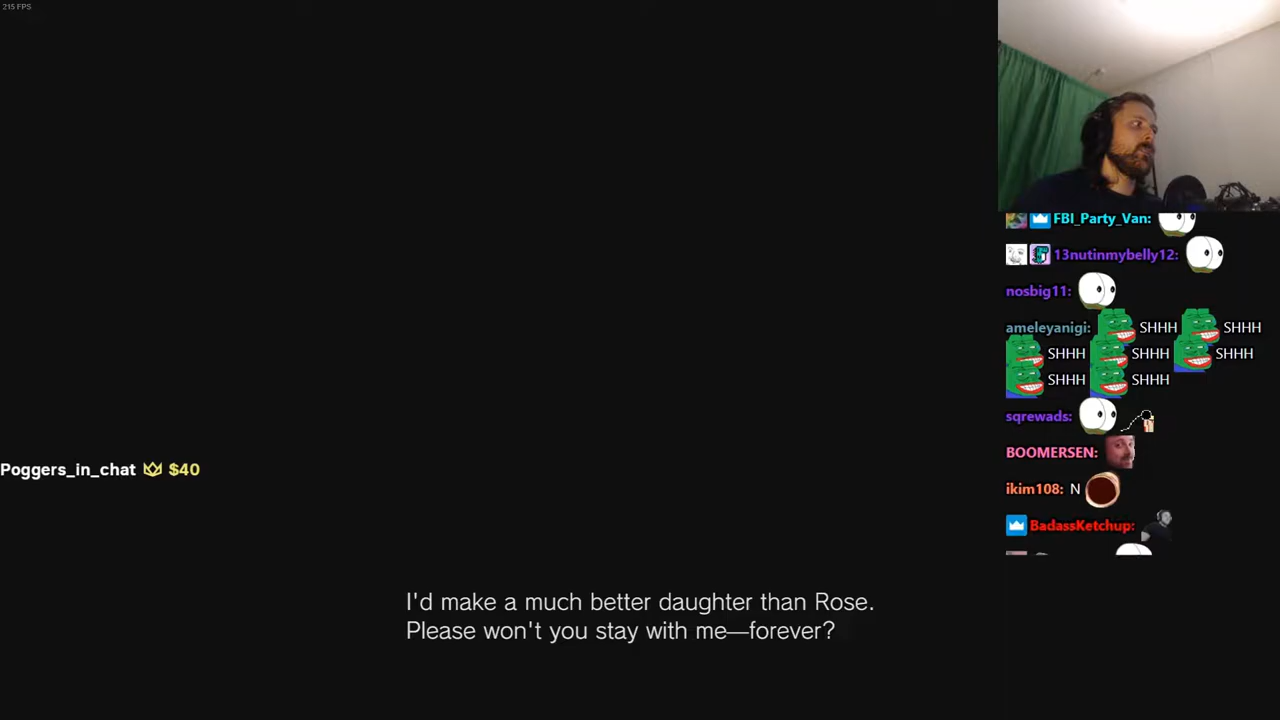 215 FPS
FBI_Party_Van:
13nutinmybelly12:
nosbig11:
ameleyanigi: SHHH SHHH
SHHH SHHH SHHH
SHHH SHHH
sqrewads:
BOOMERSEN:
ikim108: N
BadassKetchup:
Poggers_in_chat $40
I'd make a much better daughter than Rose.
Please won't you stay with me—forever?